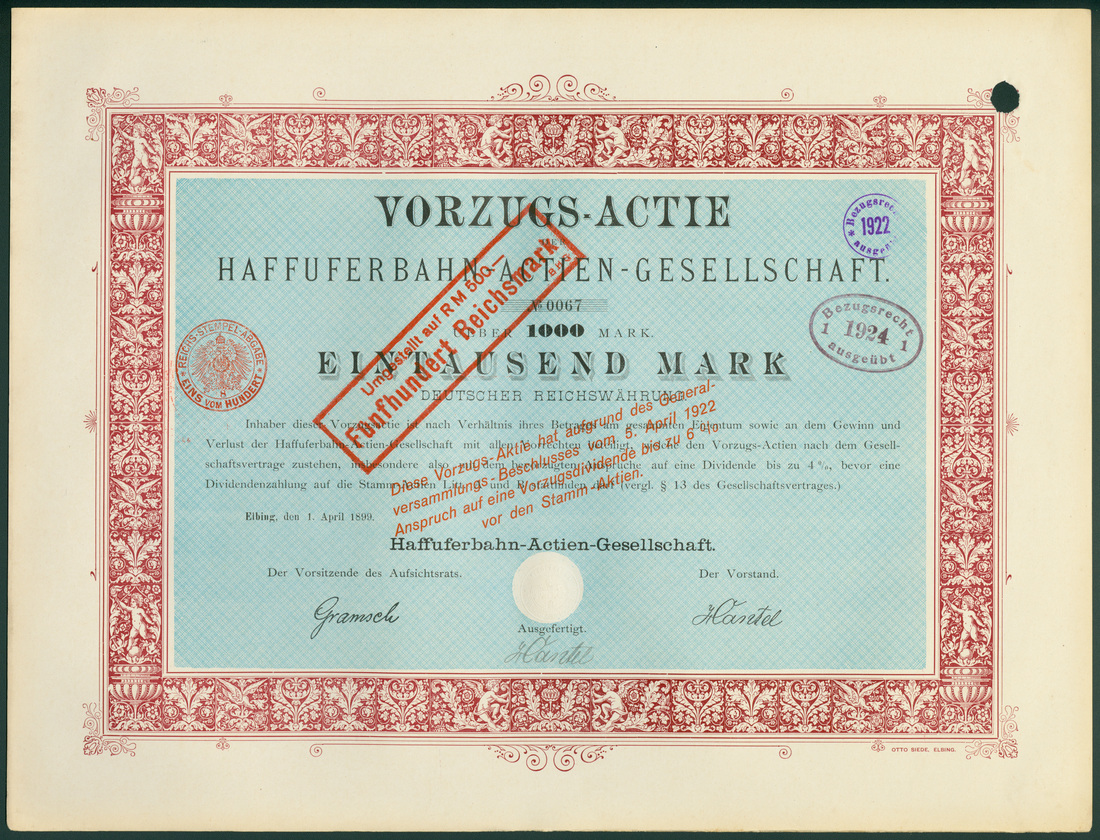 VORZUGS-ACTIE
DER
HAFFUFERBAHN-ACTIEN-GESELLSCHAFT.
№ 0067
ÜBER 1000 MARK.
EINTAUSEND MARK
DEUTSCHER REICHSWÄHRUNG
Inhaber dieser Vorzugsactie ist nach Verhältnis ihres Betrages am gesamten Eigentum sowie an dem Gewinn und
Verlust der Haffuferbahn-Actien-Gesellschaft mit allen Vorrechten beteiligt, welche den Vorzugs-Actien nach dem Gesell-
schaftsvertrage zustehen, insbesondere also mit dem bevorzugten Anspruche auf eine Dividende bis zu 4 %, bevor eine
Dividendenzahlung auf die Stamm-Actien Litt. und B stattfinden darf (vergl. § 13 des Gesellschaftsvertrages.)
Elbing, den 1. April 1899.
Haffuferbahn-Actien-Gesellschaft.
Der Vorsitzende des Aufsichtsrats.
Der Vorstand.
Gramsch
Hantel
Ausgefertigt.
Hantel
Umgestellt auf RM 500.—
Fünfhundert Reichsmark
Diese Vorzugs-Aktie hat aufgrund des General-
versammlungs-Beschlusses vom 5. April 1922
Anspruch auf eine Vorzugsdividende bis zu 6 %
vor den Stamm-Aktien.
REICHS-STEMPEL-ABGABE
EINS VOM HUNDERT
1922
Bezugsrecht
1 1924 1
ausgeübt
OTTO SIEDE, ELBING.